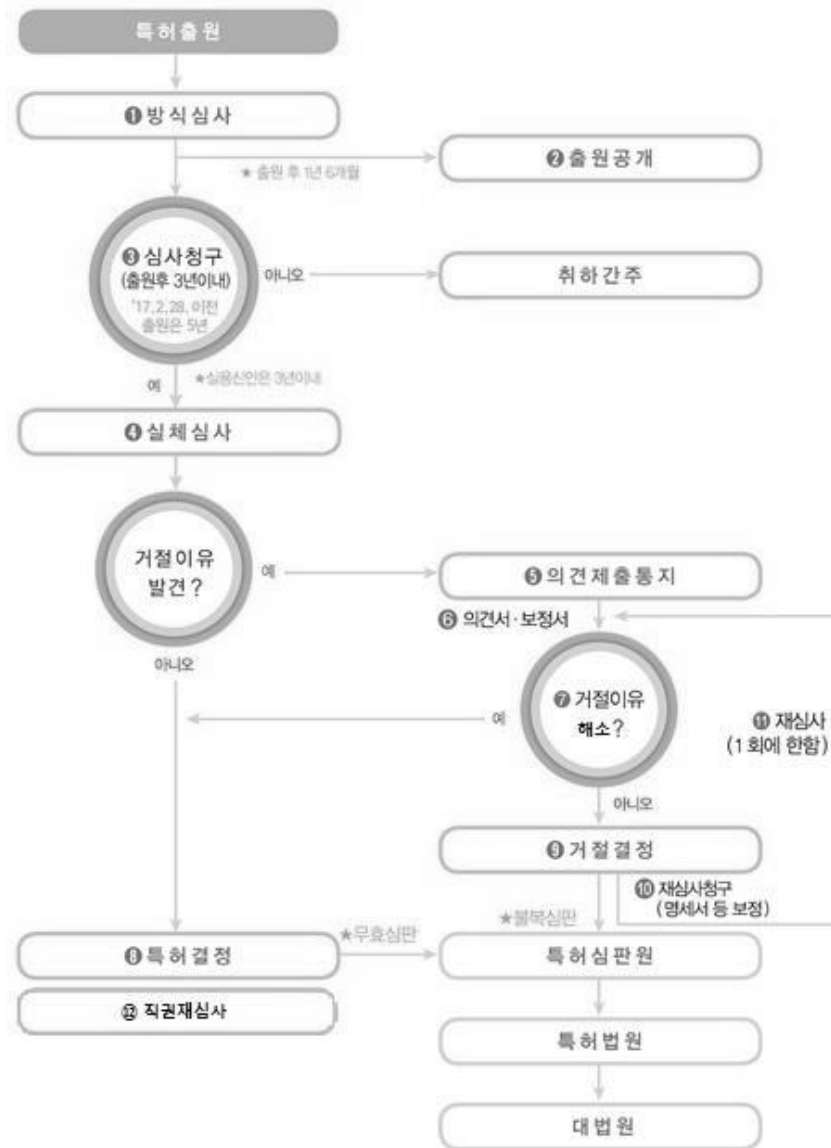 특허출원
❶ 방식심사
★ 출원 후 1년 6개월
❷ 출원공개
❸ 심사청구
(출원후 3년이내)
'17.2.28. 이전
출원은 5년
아니오
취하간주
예
★실용신안은 3년이내
❹ 실체심사
거절이유
발견?
예
❺ 의견제출통지
❻ 의견서·보정서
아니오
❼ 거절이유
해소?
예
⓫ 재심사
(1회에 한함)
아니오
❾ 거절결정
❿ 재심사청구
(명세서 등 보정)
★불복심판
❽ 특허결정
★무효심판
특허심판원
⓬ 직권재심사
특허법원
대법원